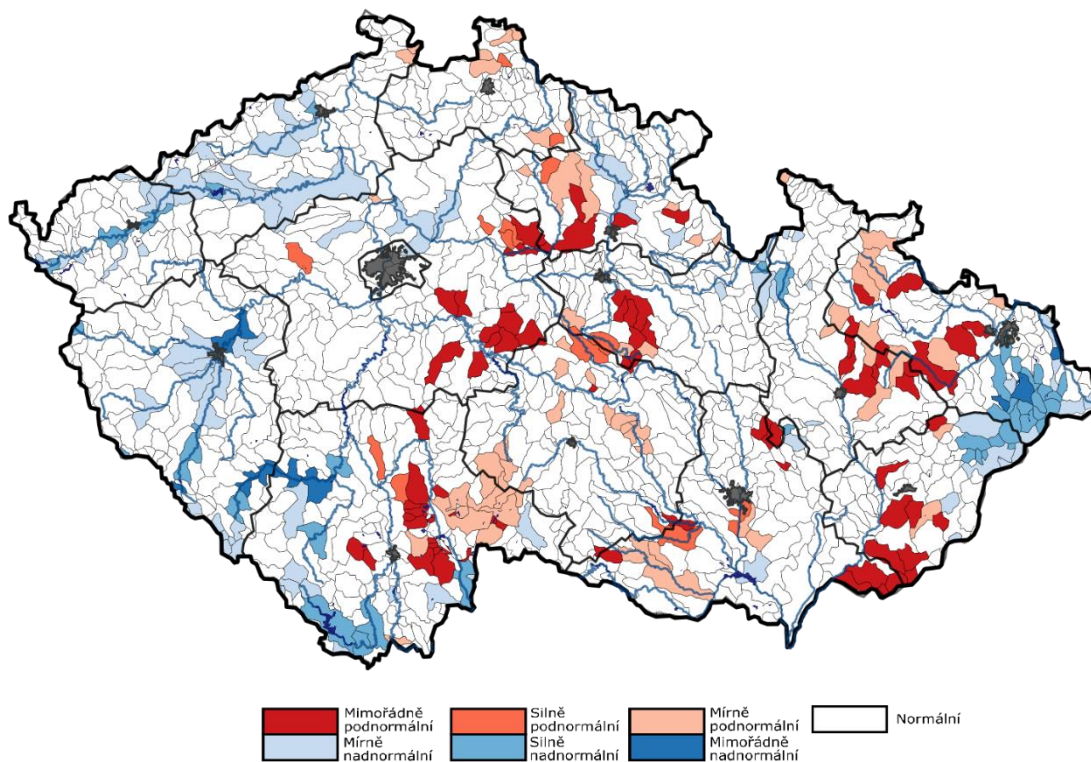 Mimořádně
podnormální
Silně
podnormální
Mírně
podnormální
Normální
Mírně
nadnormální
Silně
nadnormální
Mimořádně
nadnormální